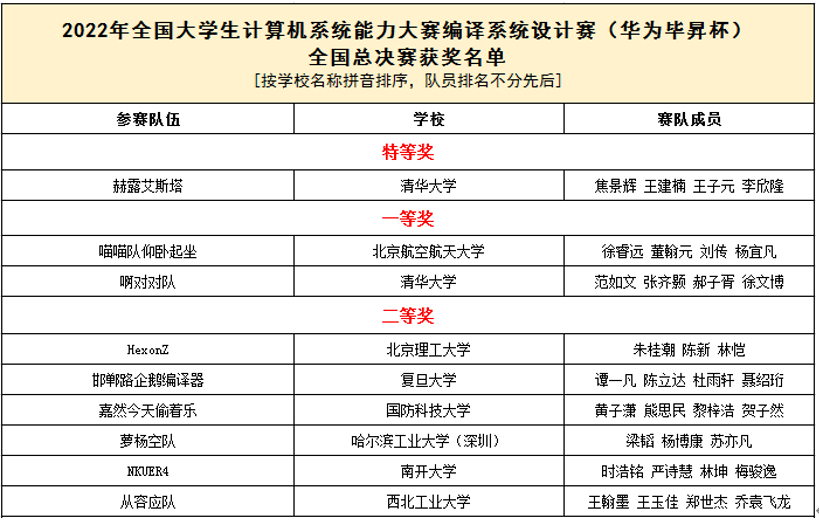 2022年全国大学生计算机系统能力大赛编译系统设计赛（华为毕昇杯）
全国总决赛获奖名单
[按学校名称拼音排序，队员排名不分先后]
参赛队伍 学校 赛队成员
特等奖
赫露艾斯塔 清华大学 焦景辉 王建楠 王子元 李欣隆
一等奖
喵喵队仰卧起坐 北京航空航天大学 徐睿远 董翰元 刘传 杨宜凡
啊对对队 清华大学 范如文 张齐颢 郝子胥 徐文博
二等奖
HexonZ 北京理工大学 朱桂潮 陈新 林恺
邯郸路企鹅编译器 复旦大学 谭一凡 陈立达 杜雨轩 聂绍珩
嘉然今天偷着乐 国防科技大学 黄子潇 熊思民 黎梓浩 贺子然
萝杨空队 哈尔滨工业大学（深圳） 梁韬 杨博康 苏亦凡
NKUER4 南开大学 时浩铭 严诗慧 林坤 梅骏逸
从容应队 西北工业大学 王翰墨 王玉佳 郑世杰 乔袁飞龙